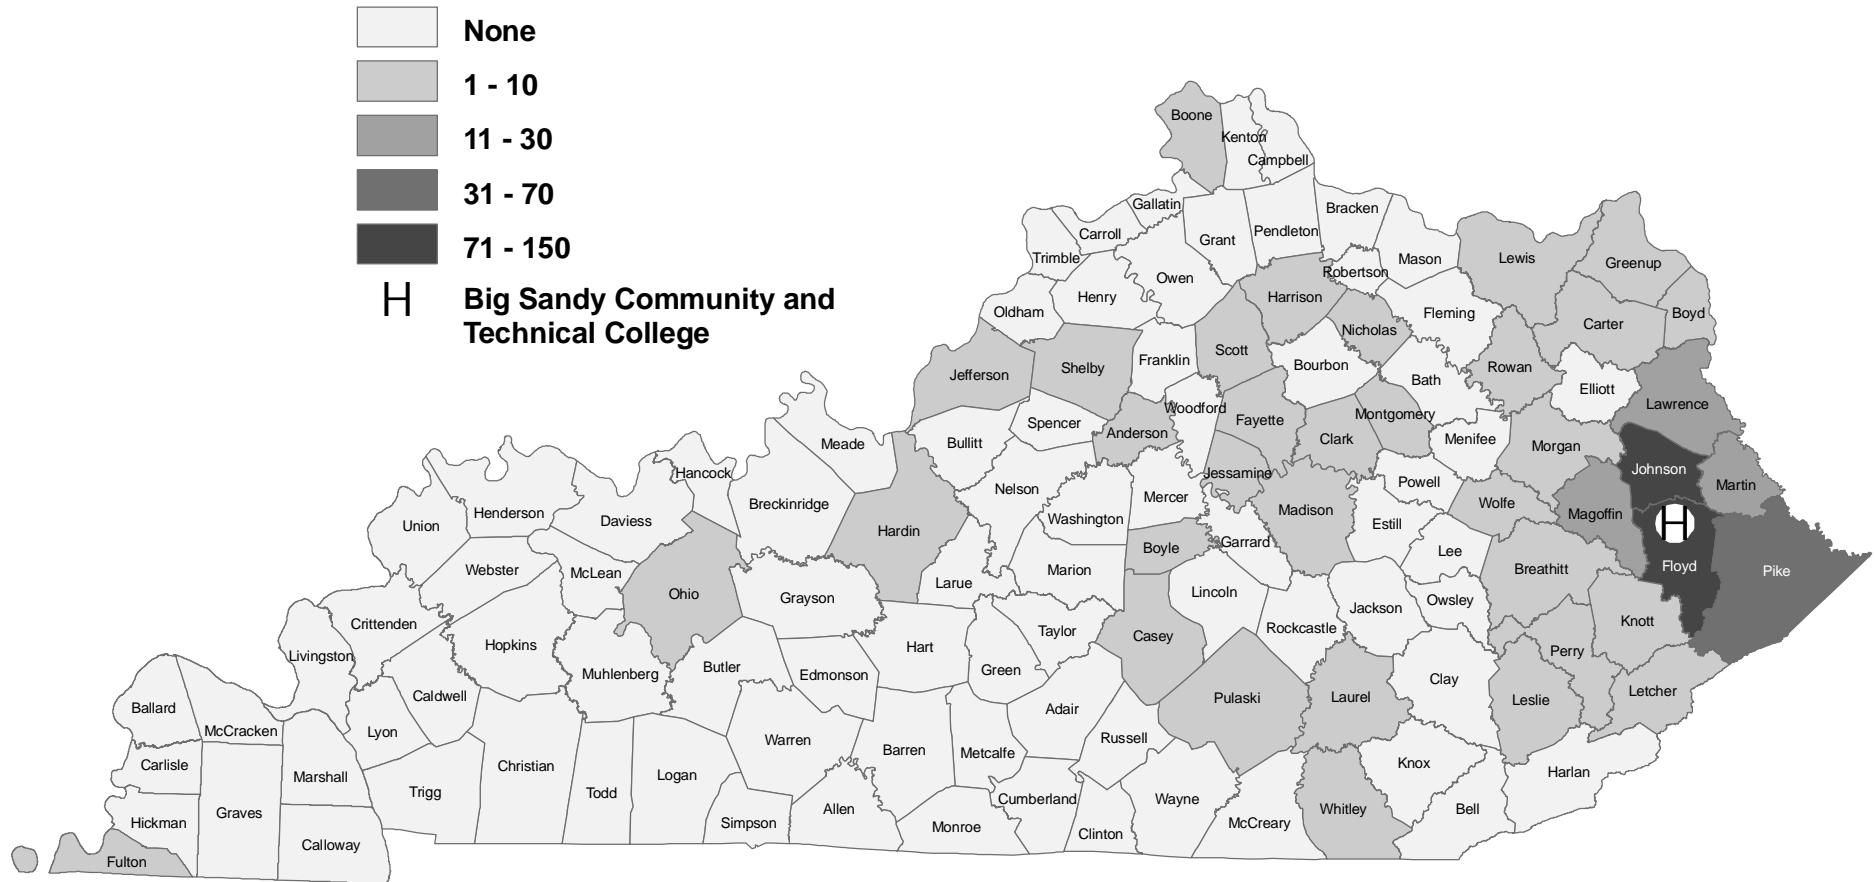 None
1 - 10
11 - 30
31 - 70
71 - 150
H Big Sandy Community and
Technical College
Boone
Kenton
Campbell
Gallatin
Bracken
Carroll
Pendleton
Grant
Trimble
Mason
Lewis
Greenup
Robertson
Owen
Henry
Harrison
Oldham
Fleming
Boyd
Carter
Nicholas
Scott
Franklin
Bourbon
Shelby
Jefferson
Rowan
Bath
Elliott
Lawrence
Woodford
Montgomery
Fayette
Spencer
Anderson
Clark
Menifee
Bullitt
Meade
Morgan
Johnson
Hancock
Jessamine
Powell
Martin
Nelson
Mercer
Breckinridge
Wolfe
Madison
Henderson
Magoffin
Washington
Daviess
Union
Estill
H
Hardin
Garrard
Boyle
Lee
Floyd
Pike
Breathitt
Marion
Webster
McLean
Larue
Lincoln
Ohio
Grayson
Owsley
Jackson
Crittenden
Knott
Rockcastle
Taylor
Casey
Hopkins
Hart
Perry
Livingston
Butler
Green
Muhlenberg
Edmonson
Clay
Letcher
Caldwell
Pulaski
Laurel
Leslie
Ballard
Adair
McCracken
Lyon
Russell
Warren
Barren
Metcalfe
Carlisle
Christian
Knox
Harlan
Marshall
Logan
Trigg
Todd
Cumberland
Wayne
Allen
Whitley
Bell
Graves
Hickman
Simpson
McCreary
Monroe
Clinton
Calloway
Fulton